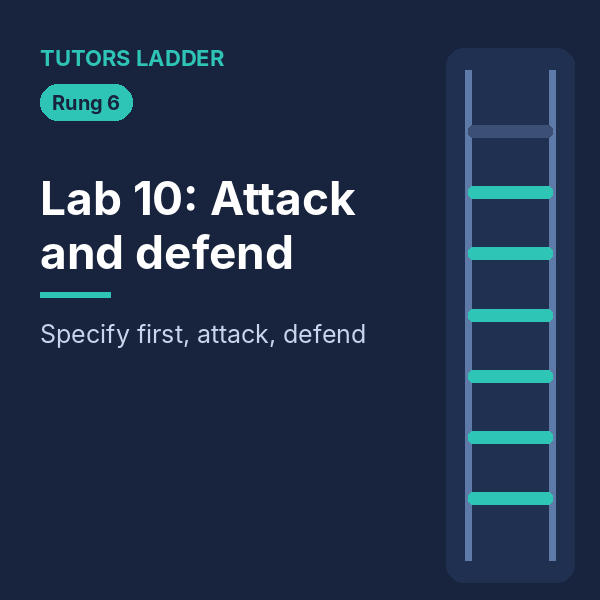 TUTORS LADDER
Rung 6
Lab 10: Attack
and defend
Specify first, attack, defend